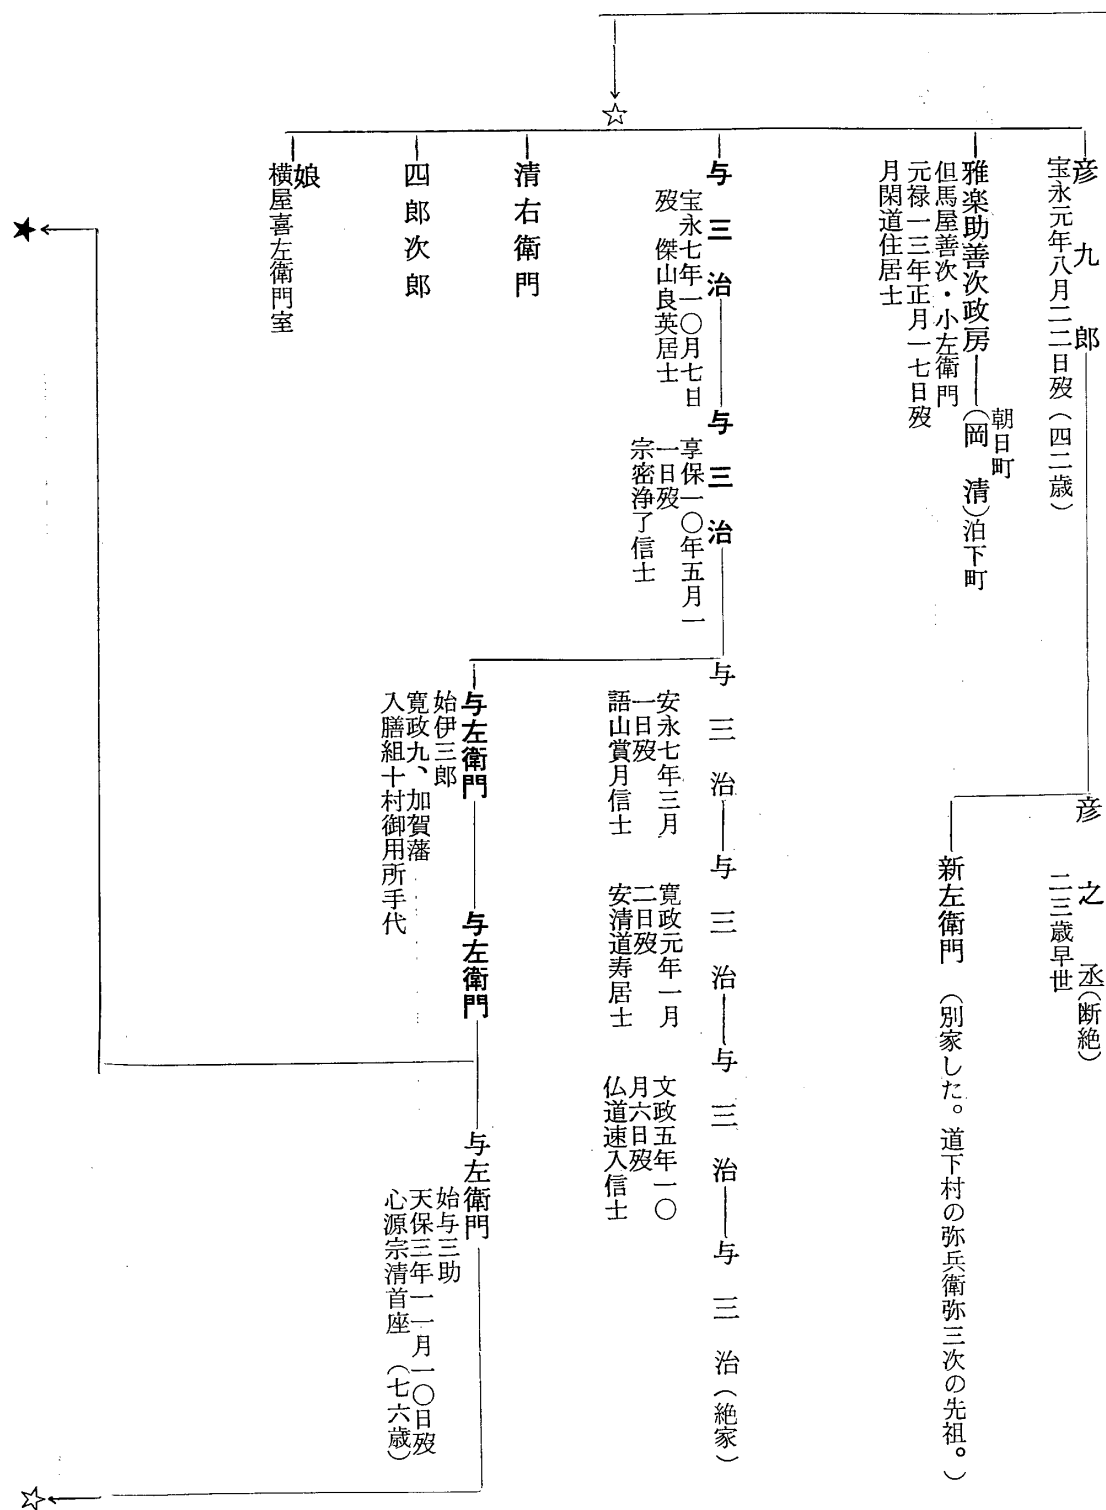 ☆
彦九郎
宝永元年八月二二日歿(四二歳)
彦之丞(断絶)
二三歳早世
新左衛門 (別家した。道下村の弥兵衛弥三次の先祖。)
雅楽助善次政房
但馬屋善次・小左衛門
元禄一三年正月一七日歿
月閑道住居士
朝日町
(岡 清)泊下町
与三治
宝永七年一〇月七日
歿 傑山良英居士
与三治
享保一〇年五月一
一日歿
宗密浄了信士
与三治
安永七年三月
一日歿
語山賞月信士
与三治
寛政元年一月
二日歿
安清道寿居士
与三治
文政五年一〇
月六日歿
仏道速入信士
与三治(絶家)
与左衛門
始伊三郎
寛政九、加賀藩
入膳組十村御用所手代
与左衛門
与左衛門
始与三助
天保三年一一月一〇日歿
心源宗清首座 (七六歳)
☆
★
清右衛門
四郎次郎
娘
横屋喜左衛門室